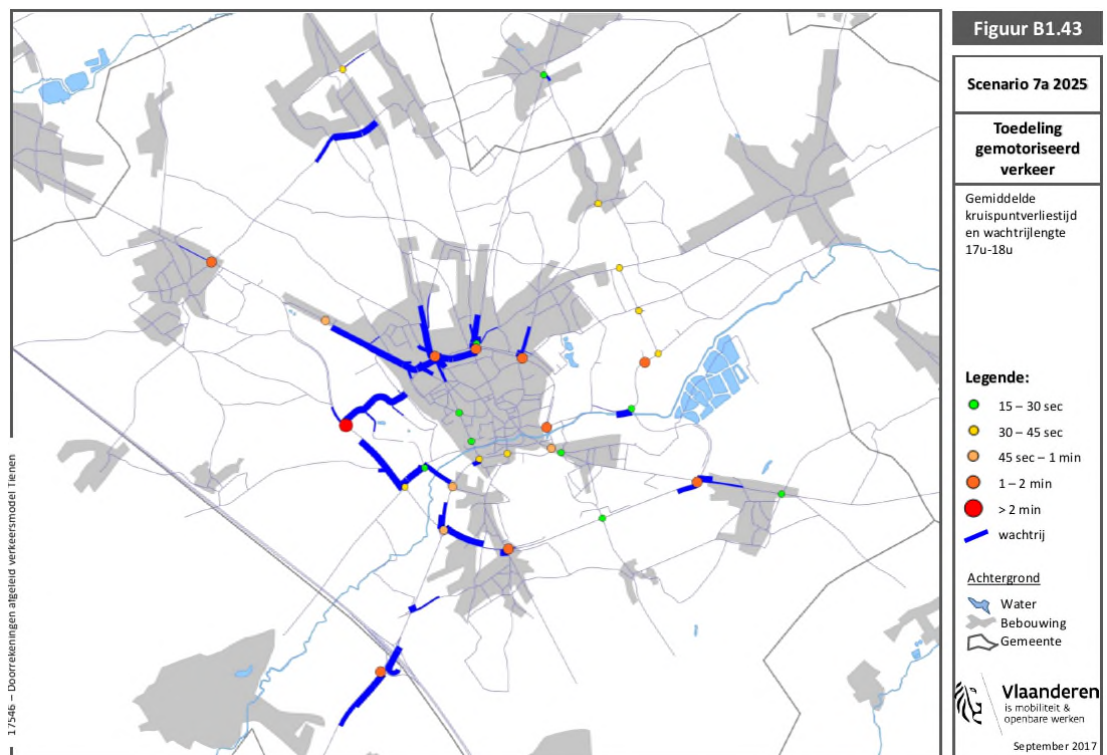 Figuur B1.43
Scenario 7a 2025
Toedeling
gemotoriseerd
verkeer
Gemiddelde
kruispuntverliestijd
en wachtrijlengte
17u-18u
Legende:
15 – 30 sec
30 – 45 sec
45 sec – 1 min
1 – 2 min
> 2 min
wachtrij
Achtergrond
Water
Bebouwing
Gemeente
Vlaanderen
is mobiliteit &
openbare werken
September 2017
17546 – Doorrekeningen afgeleid verkeersmodel Tienen